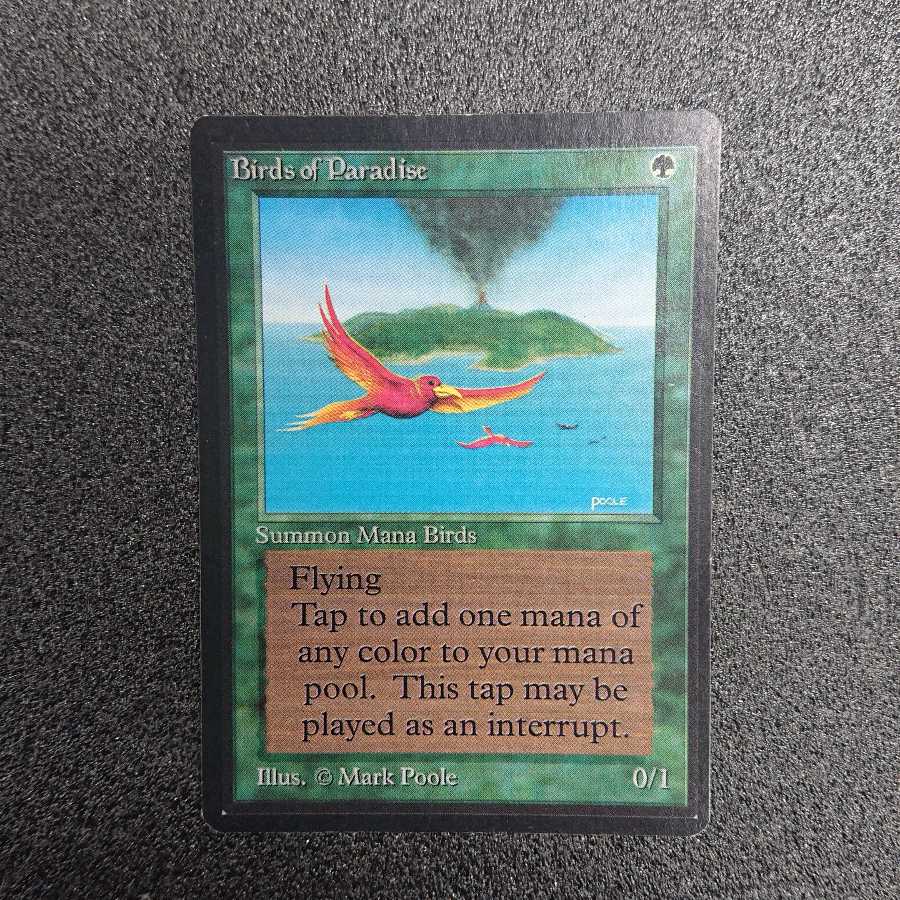 Birds of Paradise
POOLE
Summon Mana Birds
Flying
Tap to add one mana of
any color to your mana
pool. This tap may be
played as an interrupt.
Illus. © Mark Poole
0/1